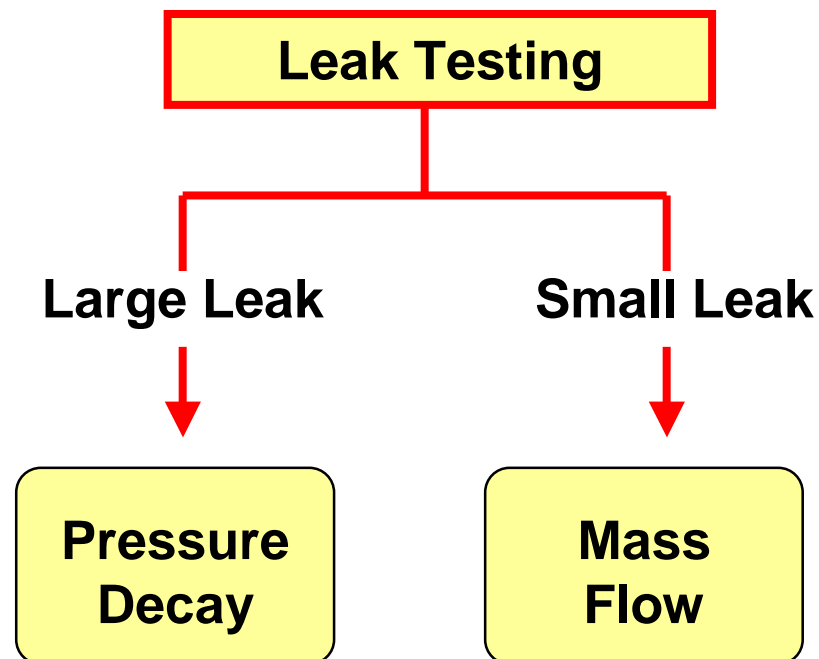 Leak Testing
Large Leak
Small Leak
Pressure
Decay
Mass
Flow